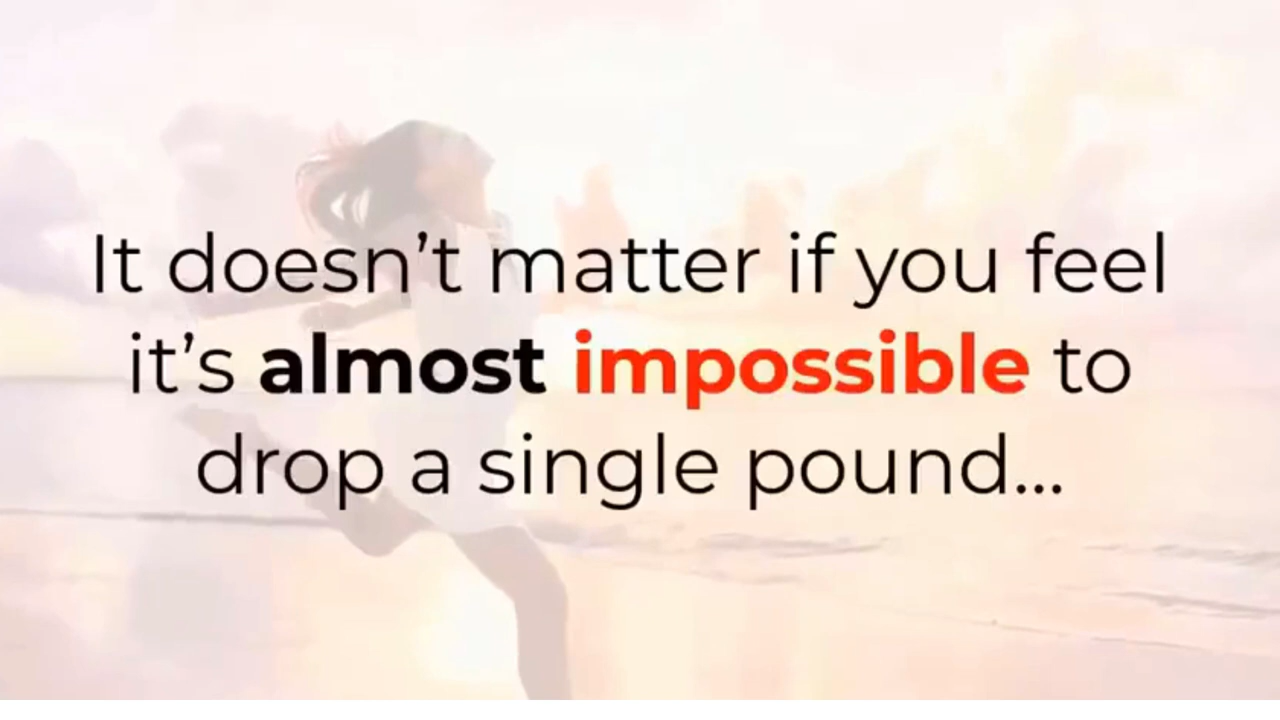 It doesn’t matter if you feel
it’s almost impossible to
drop a single pound...